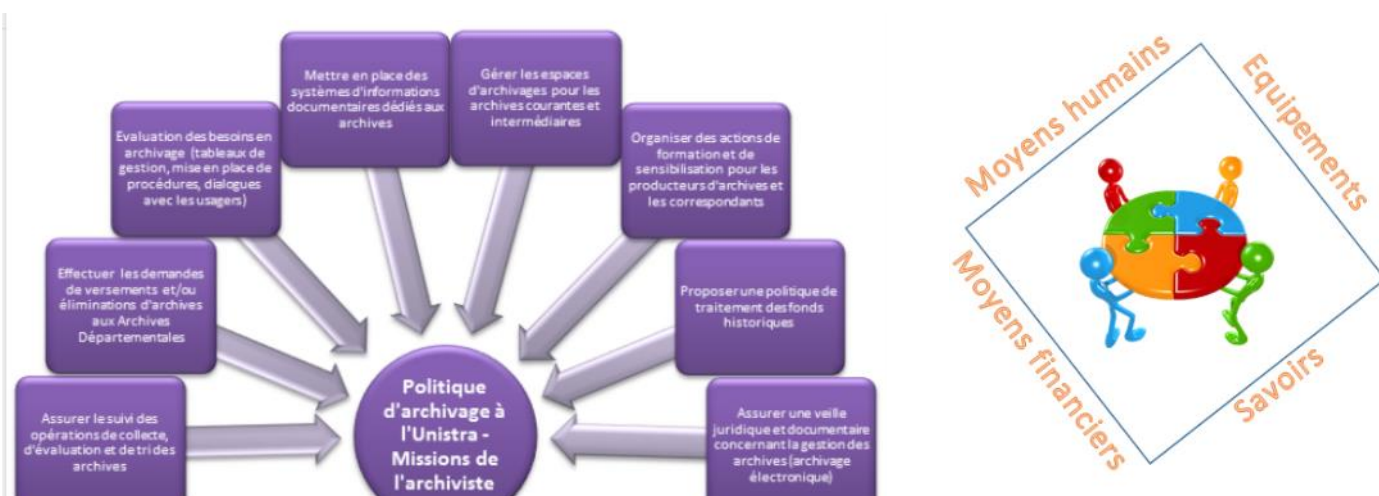 Mettre en place des
systèmes d'informations
documentaires dédiés aux
archives
Gérer les espaces
d'archivages pour les
archives courantes et
intermédiaires
Evaluation des besoins en
archivage (tableaux de
gestion, mise en place de
procédures, dialogues
avec les usagers)
Organiser des actions de
formation et de
sensibilisation pour les
producteurs d'archives et
les correspondants
Effectuer les demandes
de versements et/ou
éliminations d'archives
aux Archives
Départementales
Proposer une politique de
traitement des fonds
historiques
Assurer le suivi des
opérations de collecte,
d'évaluation et de tri des
archives
Politique
d'archivage à
l'Unistra -
Missions de
l'archiviste
Assurer une veille
juridique et documentaire
concernant la gestion des
archives (archivage
électronique)
Moyens humains
Equipements
Moyens financiers
Savoirs